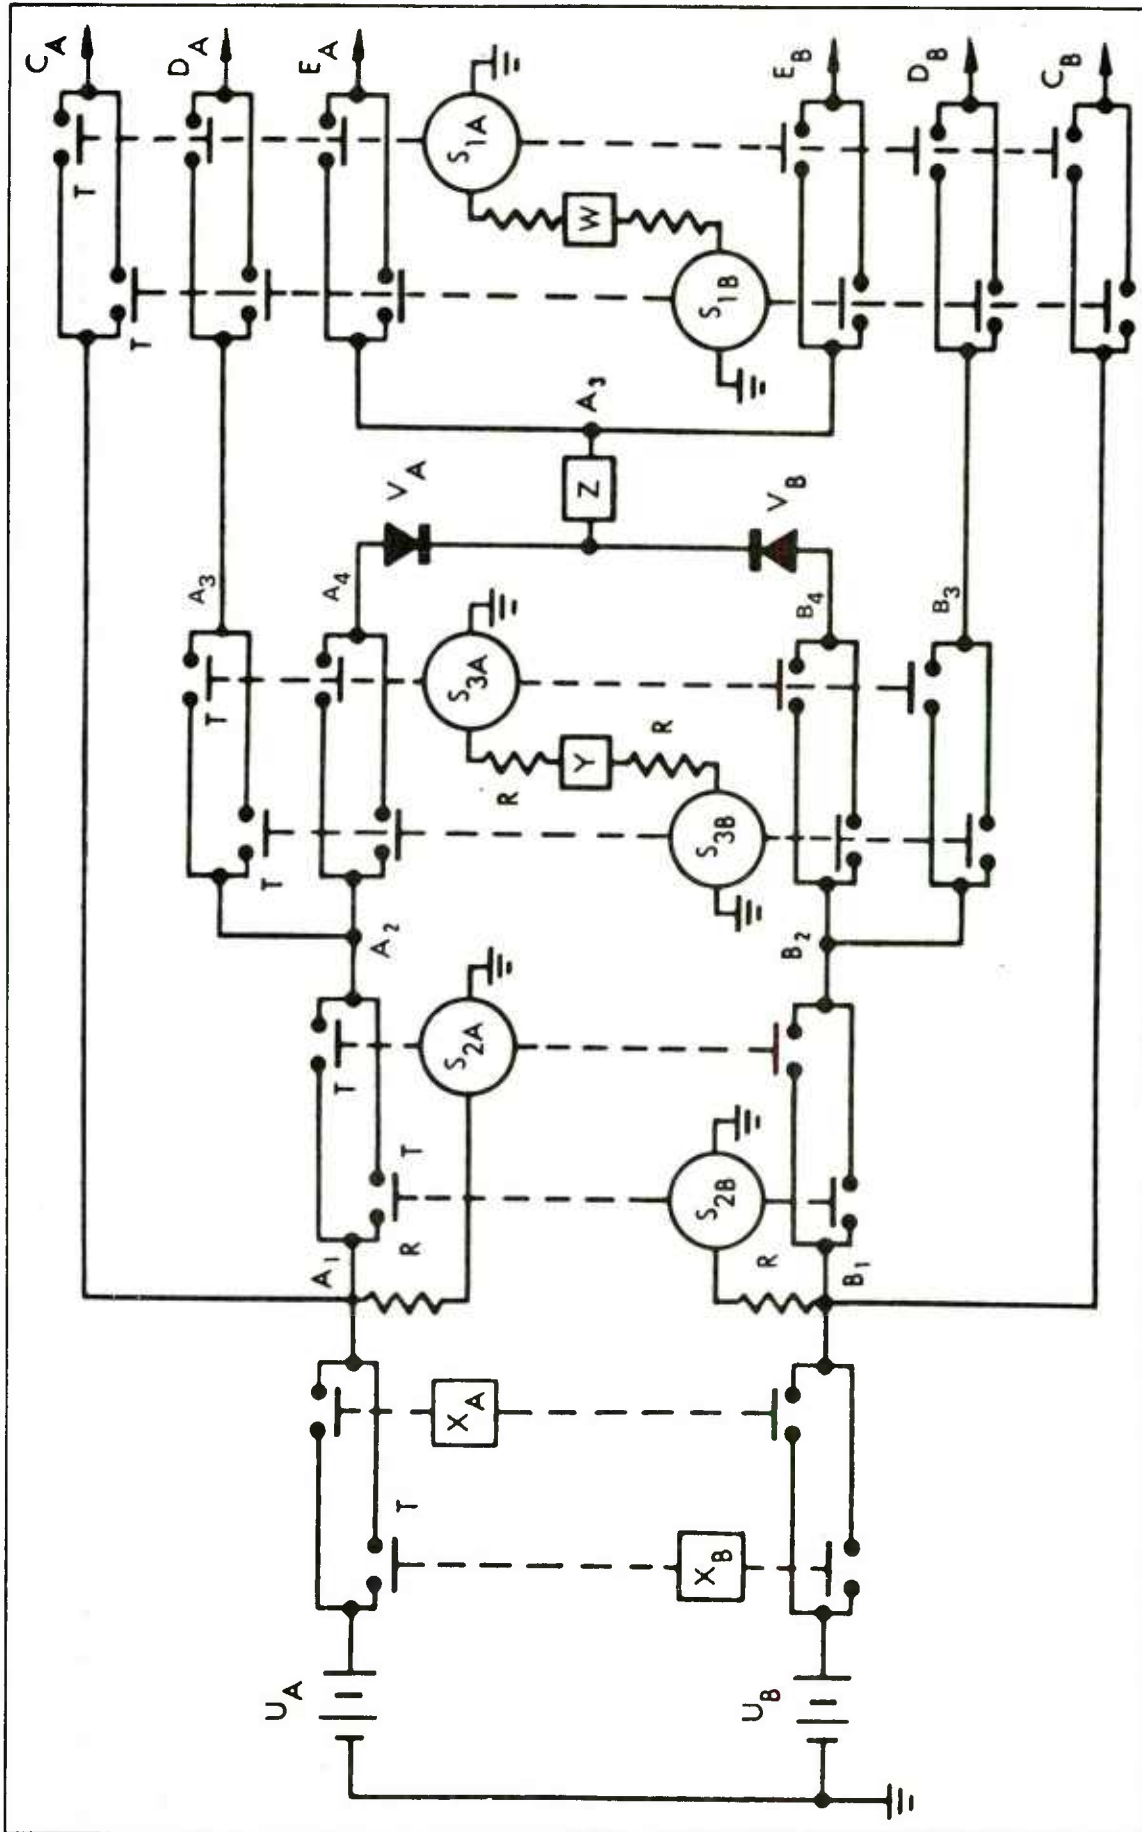 C_A
T
T
D_A
A_3
T
T
U_A
E_A
A_1
A_4
T
A_2
T
R
T
V_A
X_A
S_2A
S_3A
S_1A
R
Y
Z
A_3
W
R
X_B
S_2B
S_3B
S_1B
U_B
R
V_B
B_2
E_B
B_4
B_1
D_B
B_3
C_B